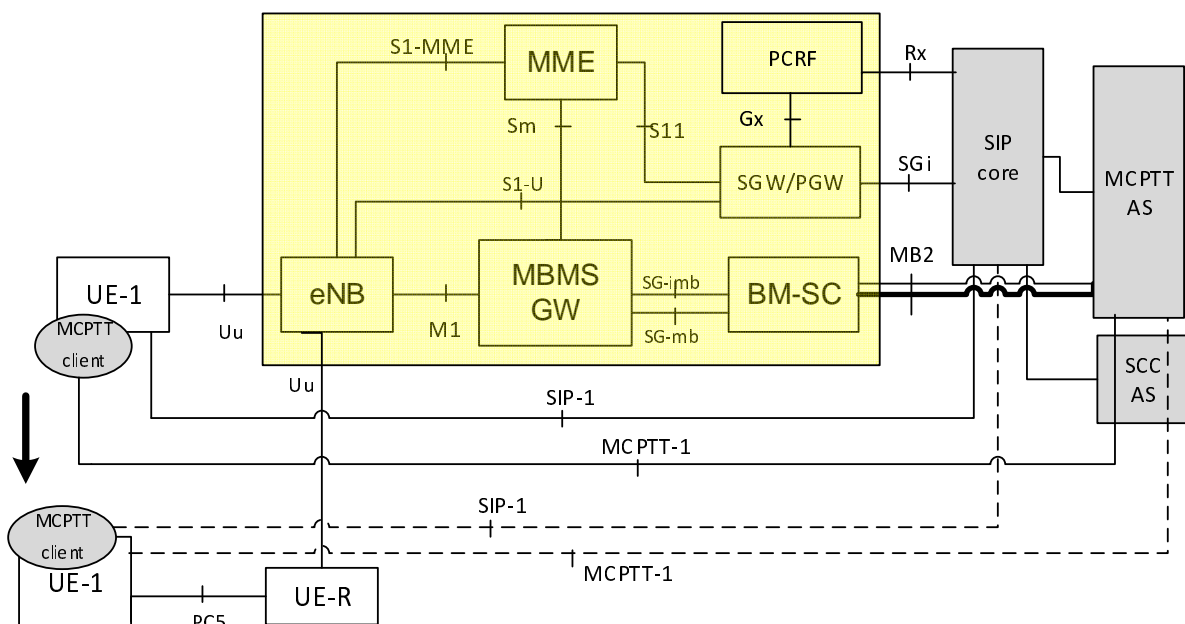 S1-MME
MME
PCRF
Rx
Sm
S11
Gx
SIP
core
MCPTT
AS
S1-U
SGW/PGW
SGi
MB2
UE-1
MCPTT
client
Uu
eNB
M1
MBMS
GW
SG-imb
SG-mb
BM-SC
SCC
AS
Uu
SIP-1
MCPTT-1
SIP-1
MCPTT
client
UE-1
MCPTT-1
UE-R
PC5